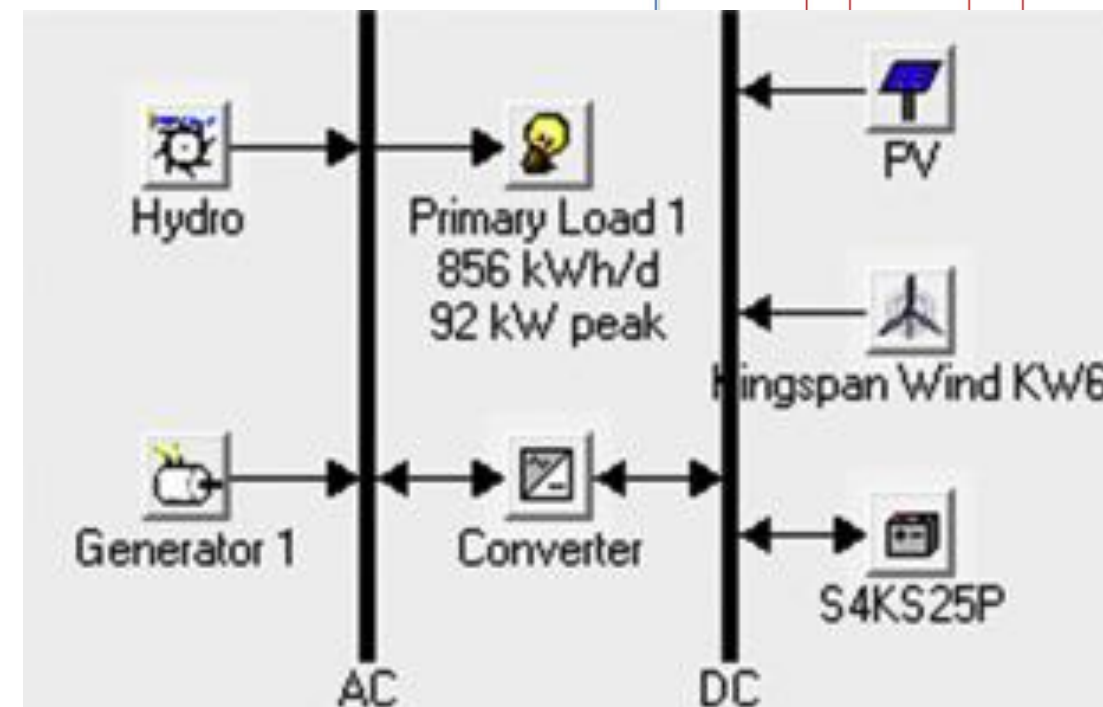 Hydro
Primary Load 1
856 kWh/d
92 kW peak
PV
Kingspan Wind KW6
Generator 1
Converter
S4KS25P
AC
DC